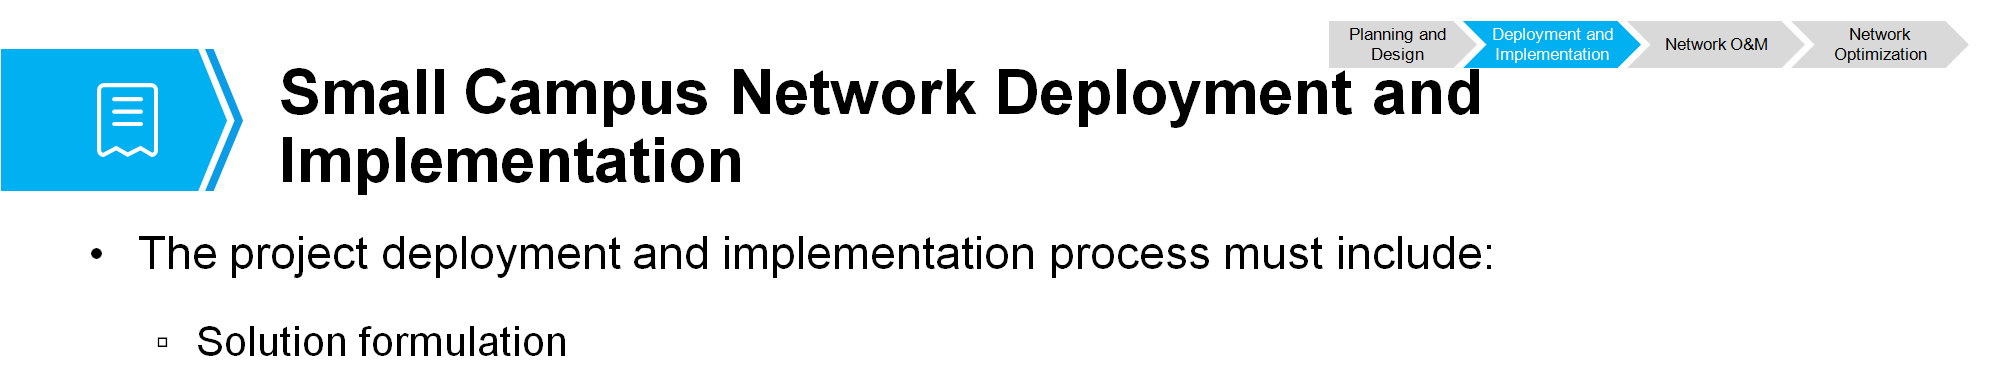 Planning and
Design
Deployment and
Implementation
Network O&M
Network
Optimization
Small Campus Network Deployment and
Implementation
• The project deployment and implementation process must include:
▫ Solution formulation